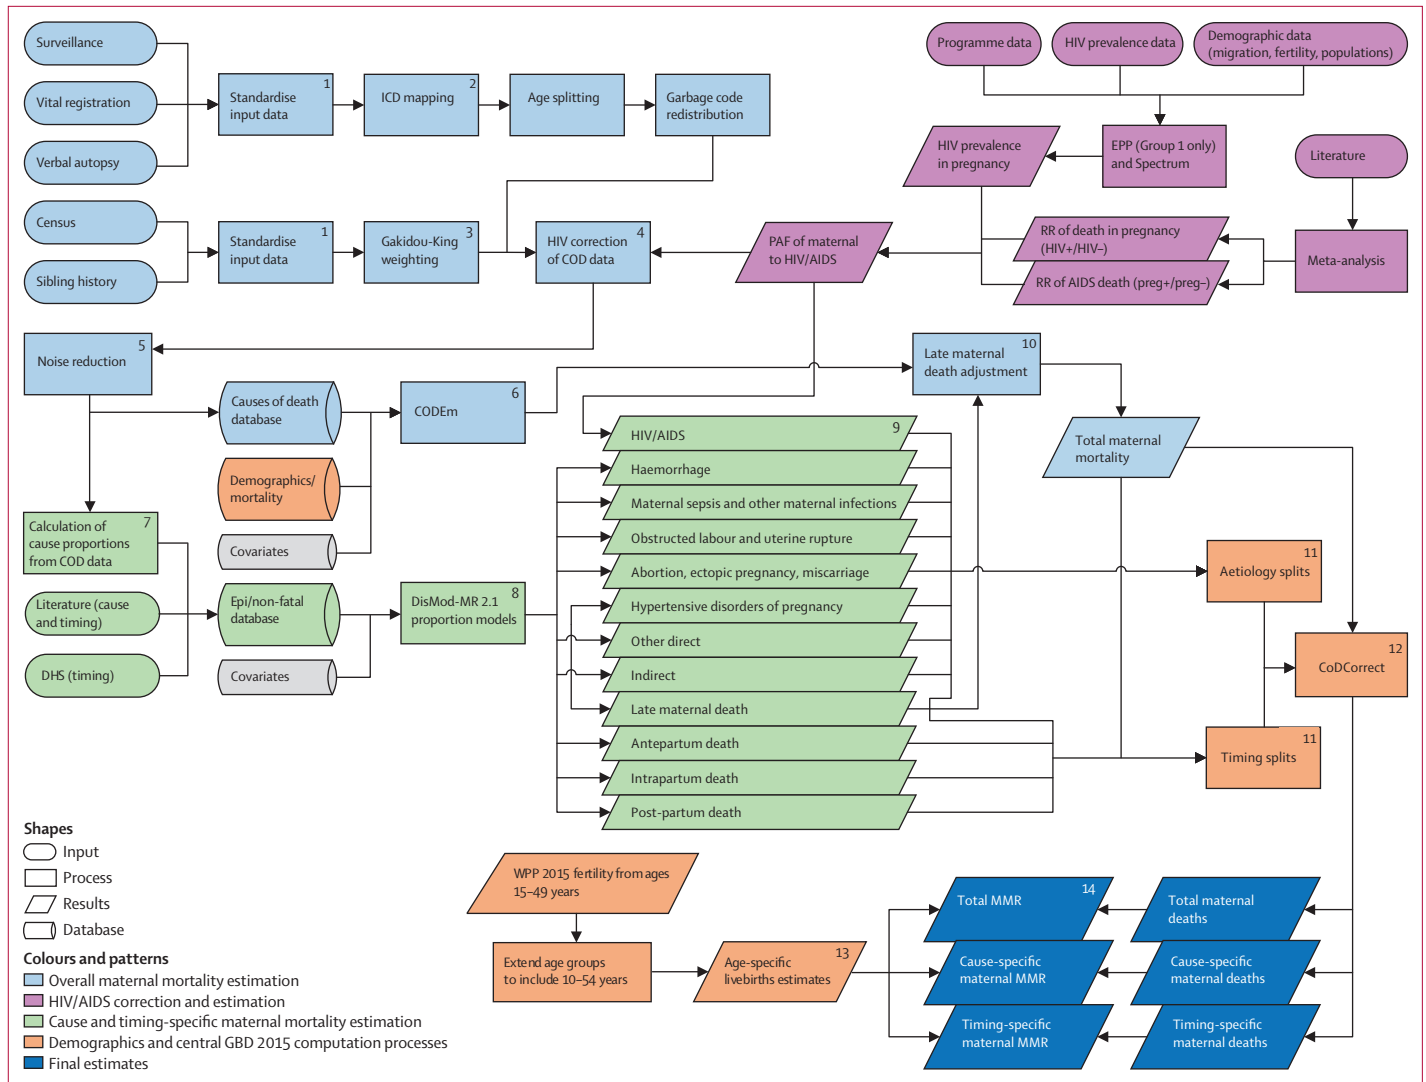 Surveillance
Vital registration
Verbal autopsy
Census
Sibling history
1
Standardise
input data
2
ICD mapping
Age splitting
Garbage code
redistribution
1
Standardise
input data
3
Gakidou-King
weighting
4
HIV correction
of COD data
Programme data
HIV prevalence data
Demographic data
(migration, fertility, populations)
HIV prevalence
in pregnancy
EPP (Group 1 only)
and Spectrum
Literature
PAF of maternal
to HIV/AIDS
RR of death in pregnancy
(HIV+/HIV–)
RR of AIDS death (preg+/preg–)
Meta-analysis
5
Noise reduction
Causes of death
database
Demographics/
mortality
Covariates
6
CODEm
10
Late maternal
death adjustment
Total maternal
mortality
7
Calculation of
cause proportions
from COD data
Literature (cause
and timing)
DHS (timing)
Epi/non-fatal
database
Covariates
8
DisMod-MR 2.1
proportion models
9
HIV/AIDS
Haemorrhage
Maternal sepsis and other maternal infections
Obstructed labour and uterine rupture
Abortion, ectopic pregnancy, miscarriage
Hypertensive disorders of pregnancy
Other direct
Indirect
Late maternal death
Antepartum death
Intrapartum death
Post-partum death
11
Aetiology splits
12
CoDCorrect
11
Timing splits
Shapes
Input
Process
Results
Database
Colours and patterns
Overall maternal mortality estimation
HIV/AIDS correction and estimation
Cause and timing-specific maternal mortality estimation
Demographics and central GBD 2015 computation processes
Final estimates
WPP 2015 fertility from ages
15–49 years
Extend age groups
to include 10–54 years
13
Age-specific
livebirths estimates
14
Total MMR
Total maternal
deaths
Cause-specific
maternal MMR
Cause-specific
maternal deaths
Timing-specific
maternal MMR
Timing-specific
maternal deaths